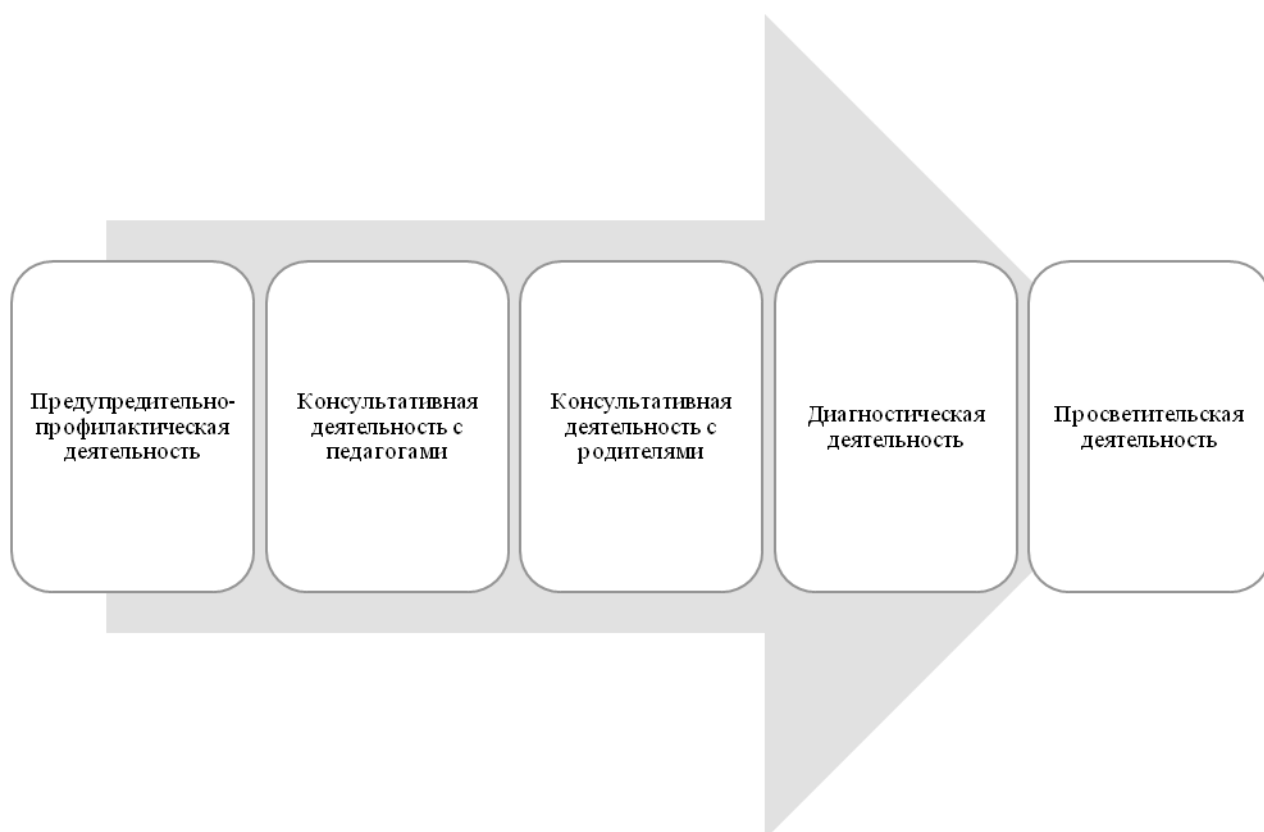 Предупредительно-
профилактическая
деятельность
Консультативная
деятельность с
педагогами
Консультативная
деятельность с
родителями
Диагностическая
деятельность
Просветительская
деятельность